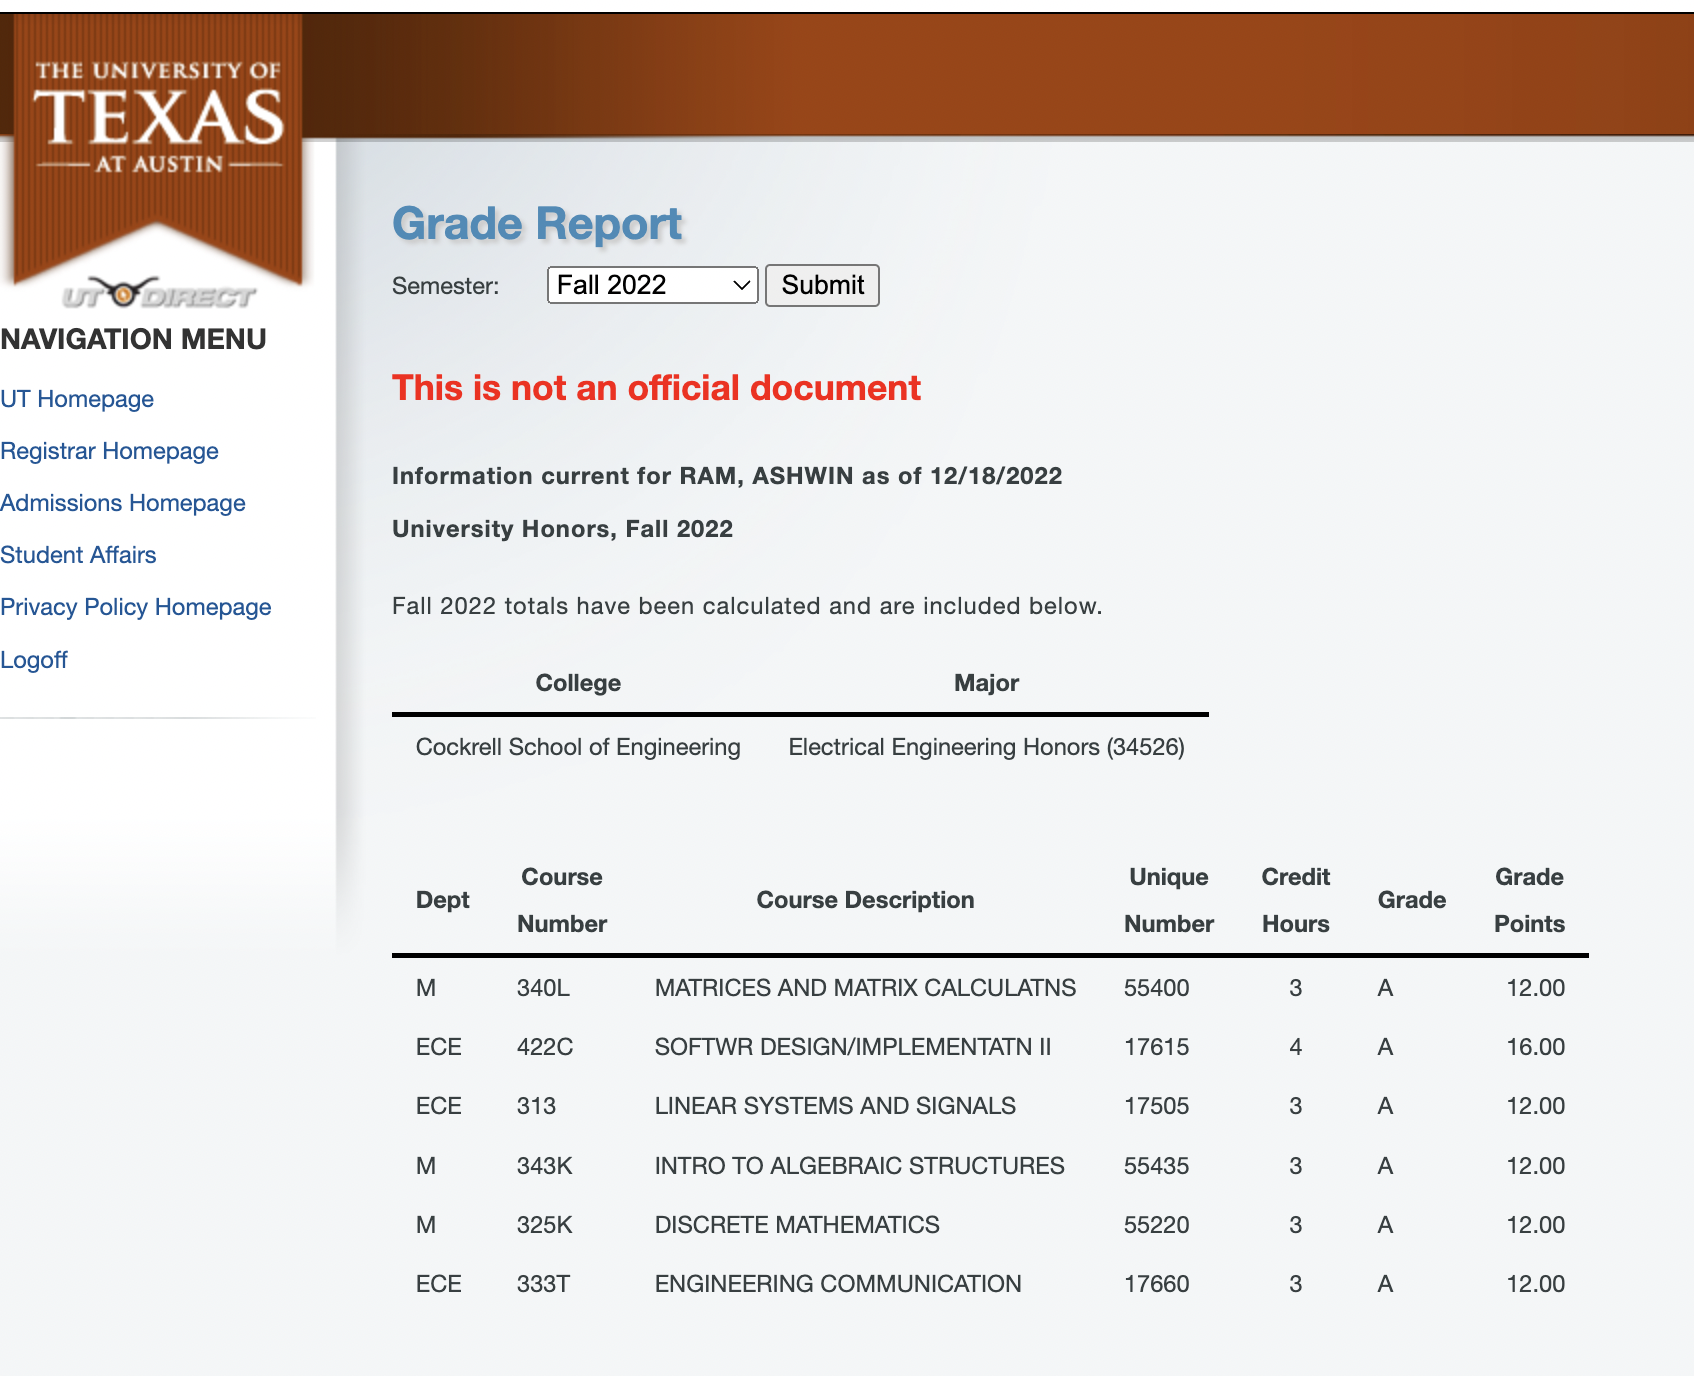 THE UNIVERSITY OF
TEXAS
AT AUSTIN
UT DIRECT
NAVIGATION MENU
UT Homepage
Registrar Homepage
Admissions Homepage
Student Affairs
Privacy Policy Homepage
Logoff
Grade Report
Semester: Fall 2022 Submit
This is not an official document
Information current for RAM, ASHWIN as of 12/18/2022
University Honors, Fall 2022
Fall 2022 totals have been calculated and are included below.
College Major
Cockrell School of Engineering Electrical Engineering Honors (34526)
Dept Course Number Course Description Unique Number Credit Hours Grade Grade Points
M 340L MATRICES AND MATRIX CALCULATNS 55400 3 A 12.00
ECE 422C SOFTWR DESIGN/IMPLEMENTATN II 17615 4 A 16.00
ECE 313 LINEAR SYSTEMS AND SIGNALS 17505 3 A 12.00
M 343K INTRO TO ALGEBRAIC STRUCTURES 55435 3 A 12.00
M 325K DISCRETE MATHEMATICS 55220 3 A 12.00
ECE 333T ENGINEERING COMMUNICATION 17660 3 A 12.00